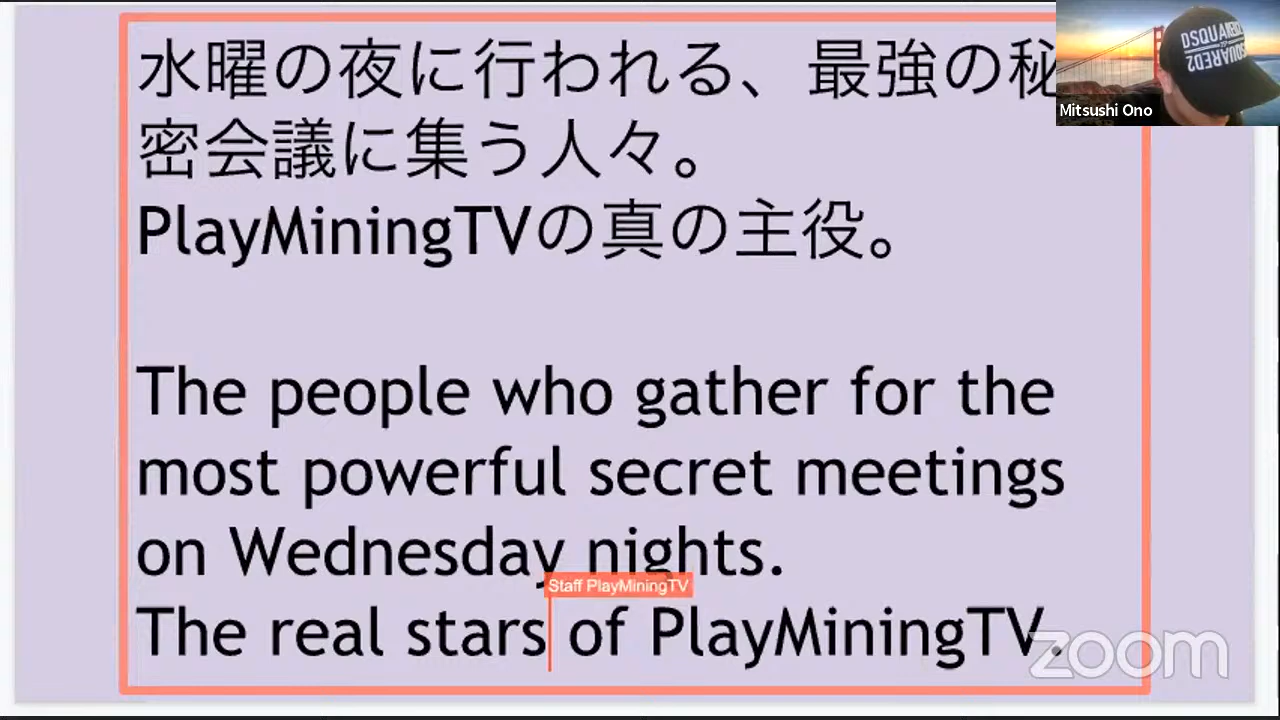 水曜の夜に行われる、最強の秘
密会議に集う人々。
PlayMiningTVの真の主役。
The people who gather for the
most powerful secret meetings
on Wednesday nights.
Staff PlayMiningTV
The real stars of PlayMiningTV.
DSQUARED2
Mitsushi Ono
zoom